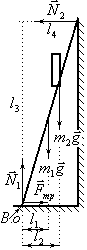 N⃗₂
l₄
l₃
m₂g⃗
m₁g⃗
N⃗₁
F⃗тр
B
l₁
l₂